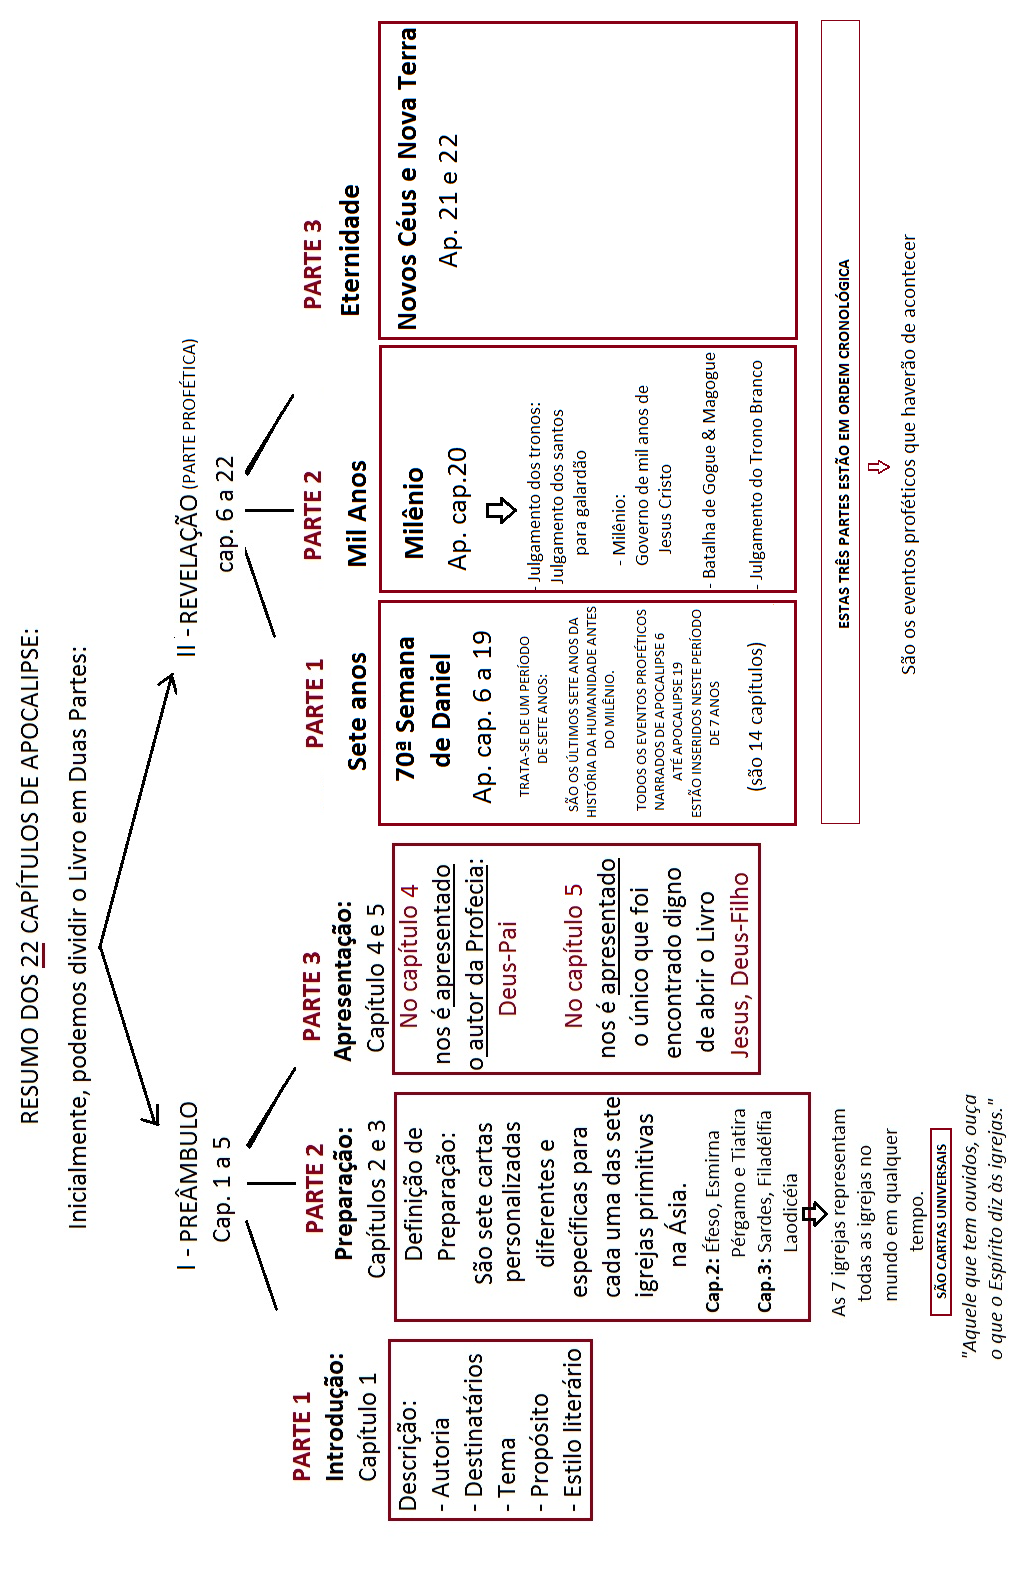 RESUMO DOS 22 CAPÍTULOS DE APOCALIPSE:
Inicialmente, podemos dividir o Livro em Duas Partes:
I - PREÂMBULO
Cap. 1 a 5
PARTE 1
Introdução:
Capítulo 1
Descrição:
- Autoria
- Destinatários
- Tema
- Propósito
- Estilo literário
PARTE 2
Preparação:
Capítulos 2 e 3
Definição de
Preparação:
São sete cartas
personalizadas
diferentes e
específicas para
cada uma das sete
igrejas primitivas
na Ásia.
Cap.2: Éfeso, Esmirna
Pérgamo e Tiatira
Cap.3: Sardes, Filadélfia
Laodicéia
As 7 igrejas representam
todas as igrejas no
mundo em qualquer
tempo.
SÃO CARTAS UNIVERSAIS
"Aquele que tem ouvidos, ouça
o que o Espírito diz às igrejas."
PARTE 3
Apresentação:
Capítulo 4 e 5
No capítulo 4
nos é apresentado
o autor da Profecia:
Deus-Pai
No capítulo 5
nos é apresentado
o único que foi
encontrado digno
de abrir o Livro
Jesus, Deus-Filho
II - REVELAÇÃO (PARTE PROFÉTICA)
cap. 6 a 22
PARTE 1
Sete anos
70ª Semana
de Daniel
Ap. cap. 6 a 19
TRATA-SE DE UM PERÍODO
DE SETE ANOS:
SÃO OS ÚLTIMOS SETE ANOS DA
HISTÓRIA DA HUMANIDADE ANTES
DO MILÊNIO.
TODOS OS EVENTOS PROFÉTICOS
NARRADOS DE APOCALIPSE 6
ATÉ APOCALIPSE 19
ESTÃO INSERIDOS NESTE PERÍODO
DE 7 ANOS
(são 14 capítulos)
PARTE 2
Mil Anos
Milênio
Ap. cap.20
- Julgamento dos tronos:
Julgamento dos santos
para galardão
- Milênio:
Governo de mil anos de
Jesus Cristo
- Batalha de Gogue & Magogue
- Julgamento do Trono Branco
PARTE 3
Eternidade
Novos Céus e Nova Terra
Ap. 21 e 22
ESTAS TRÊS PARTES ESTÃO EM ORDEM CRONOLÓGICA
São os eventos proféticos que haverão de acontecer